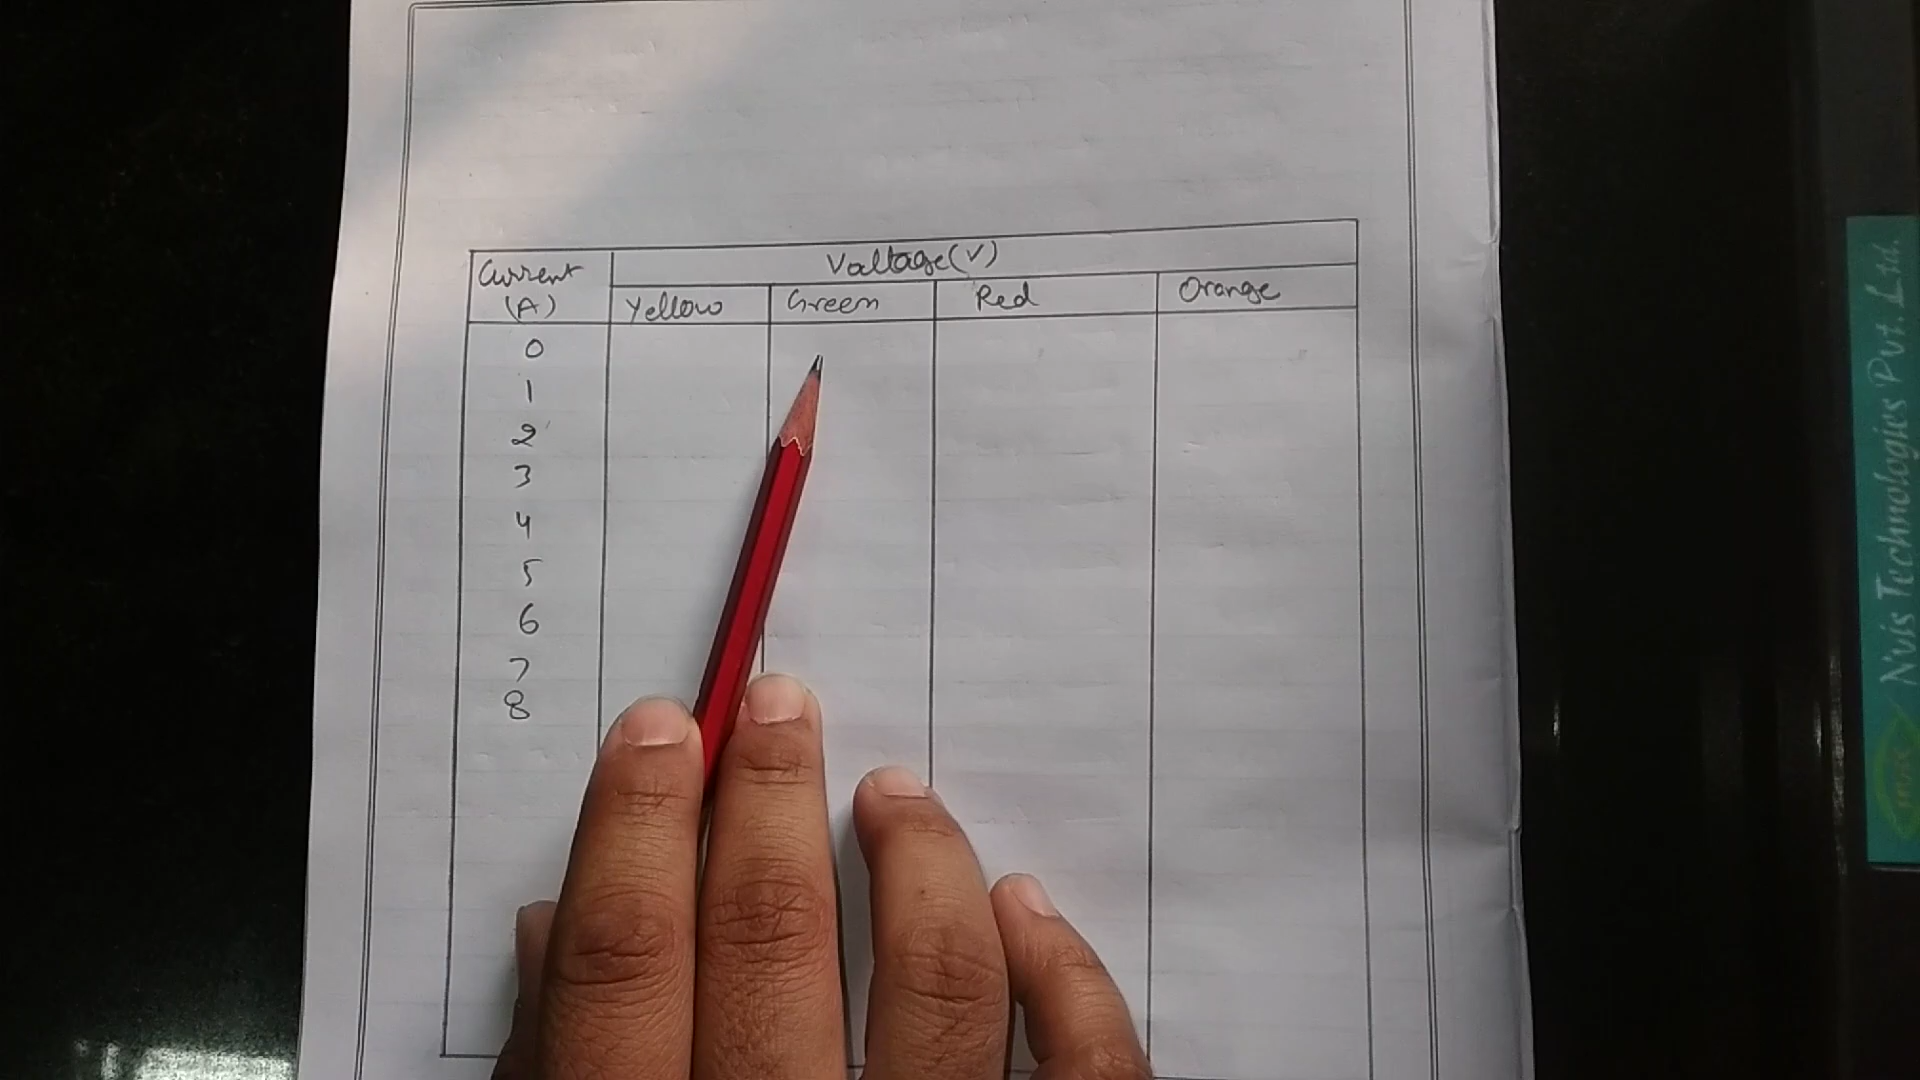 Current
(A)
Voltage(V)
Yellow Green Red Orange
0
1
2
3
4
5
6
7
8
Nvis Technologies Pvt. Ltd.